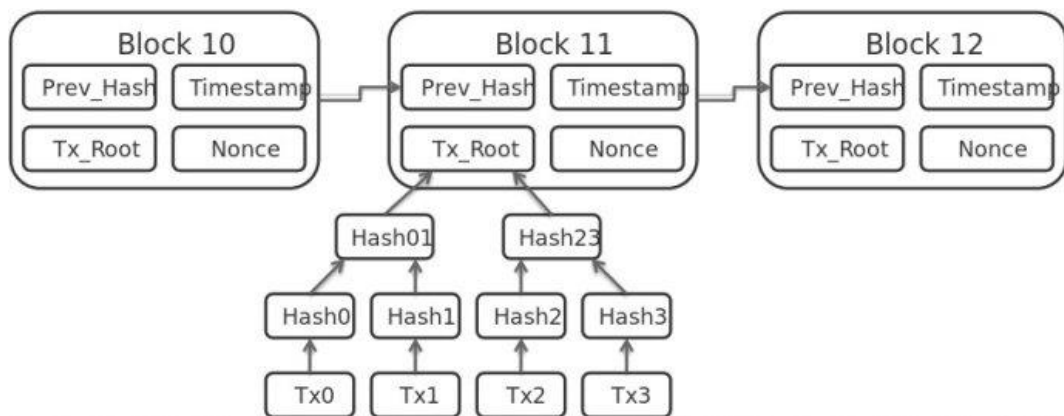 Block 10
Block 11
Block 12
Prev_Hash Timestamp
Prev_Hash Timestamp
Prev_Hash Timestamp
Tx_Root Nonce
Tx_Root Nonce
Tx_Root Nonce
Hash01 Hash23
Hash0 Hash1 Hash2 Hash3
Tx0 Tx1 Tx2 Tx3